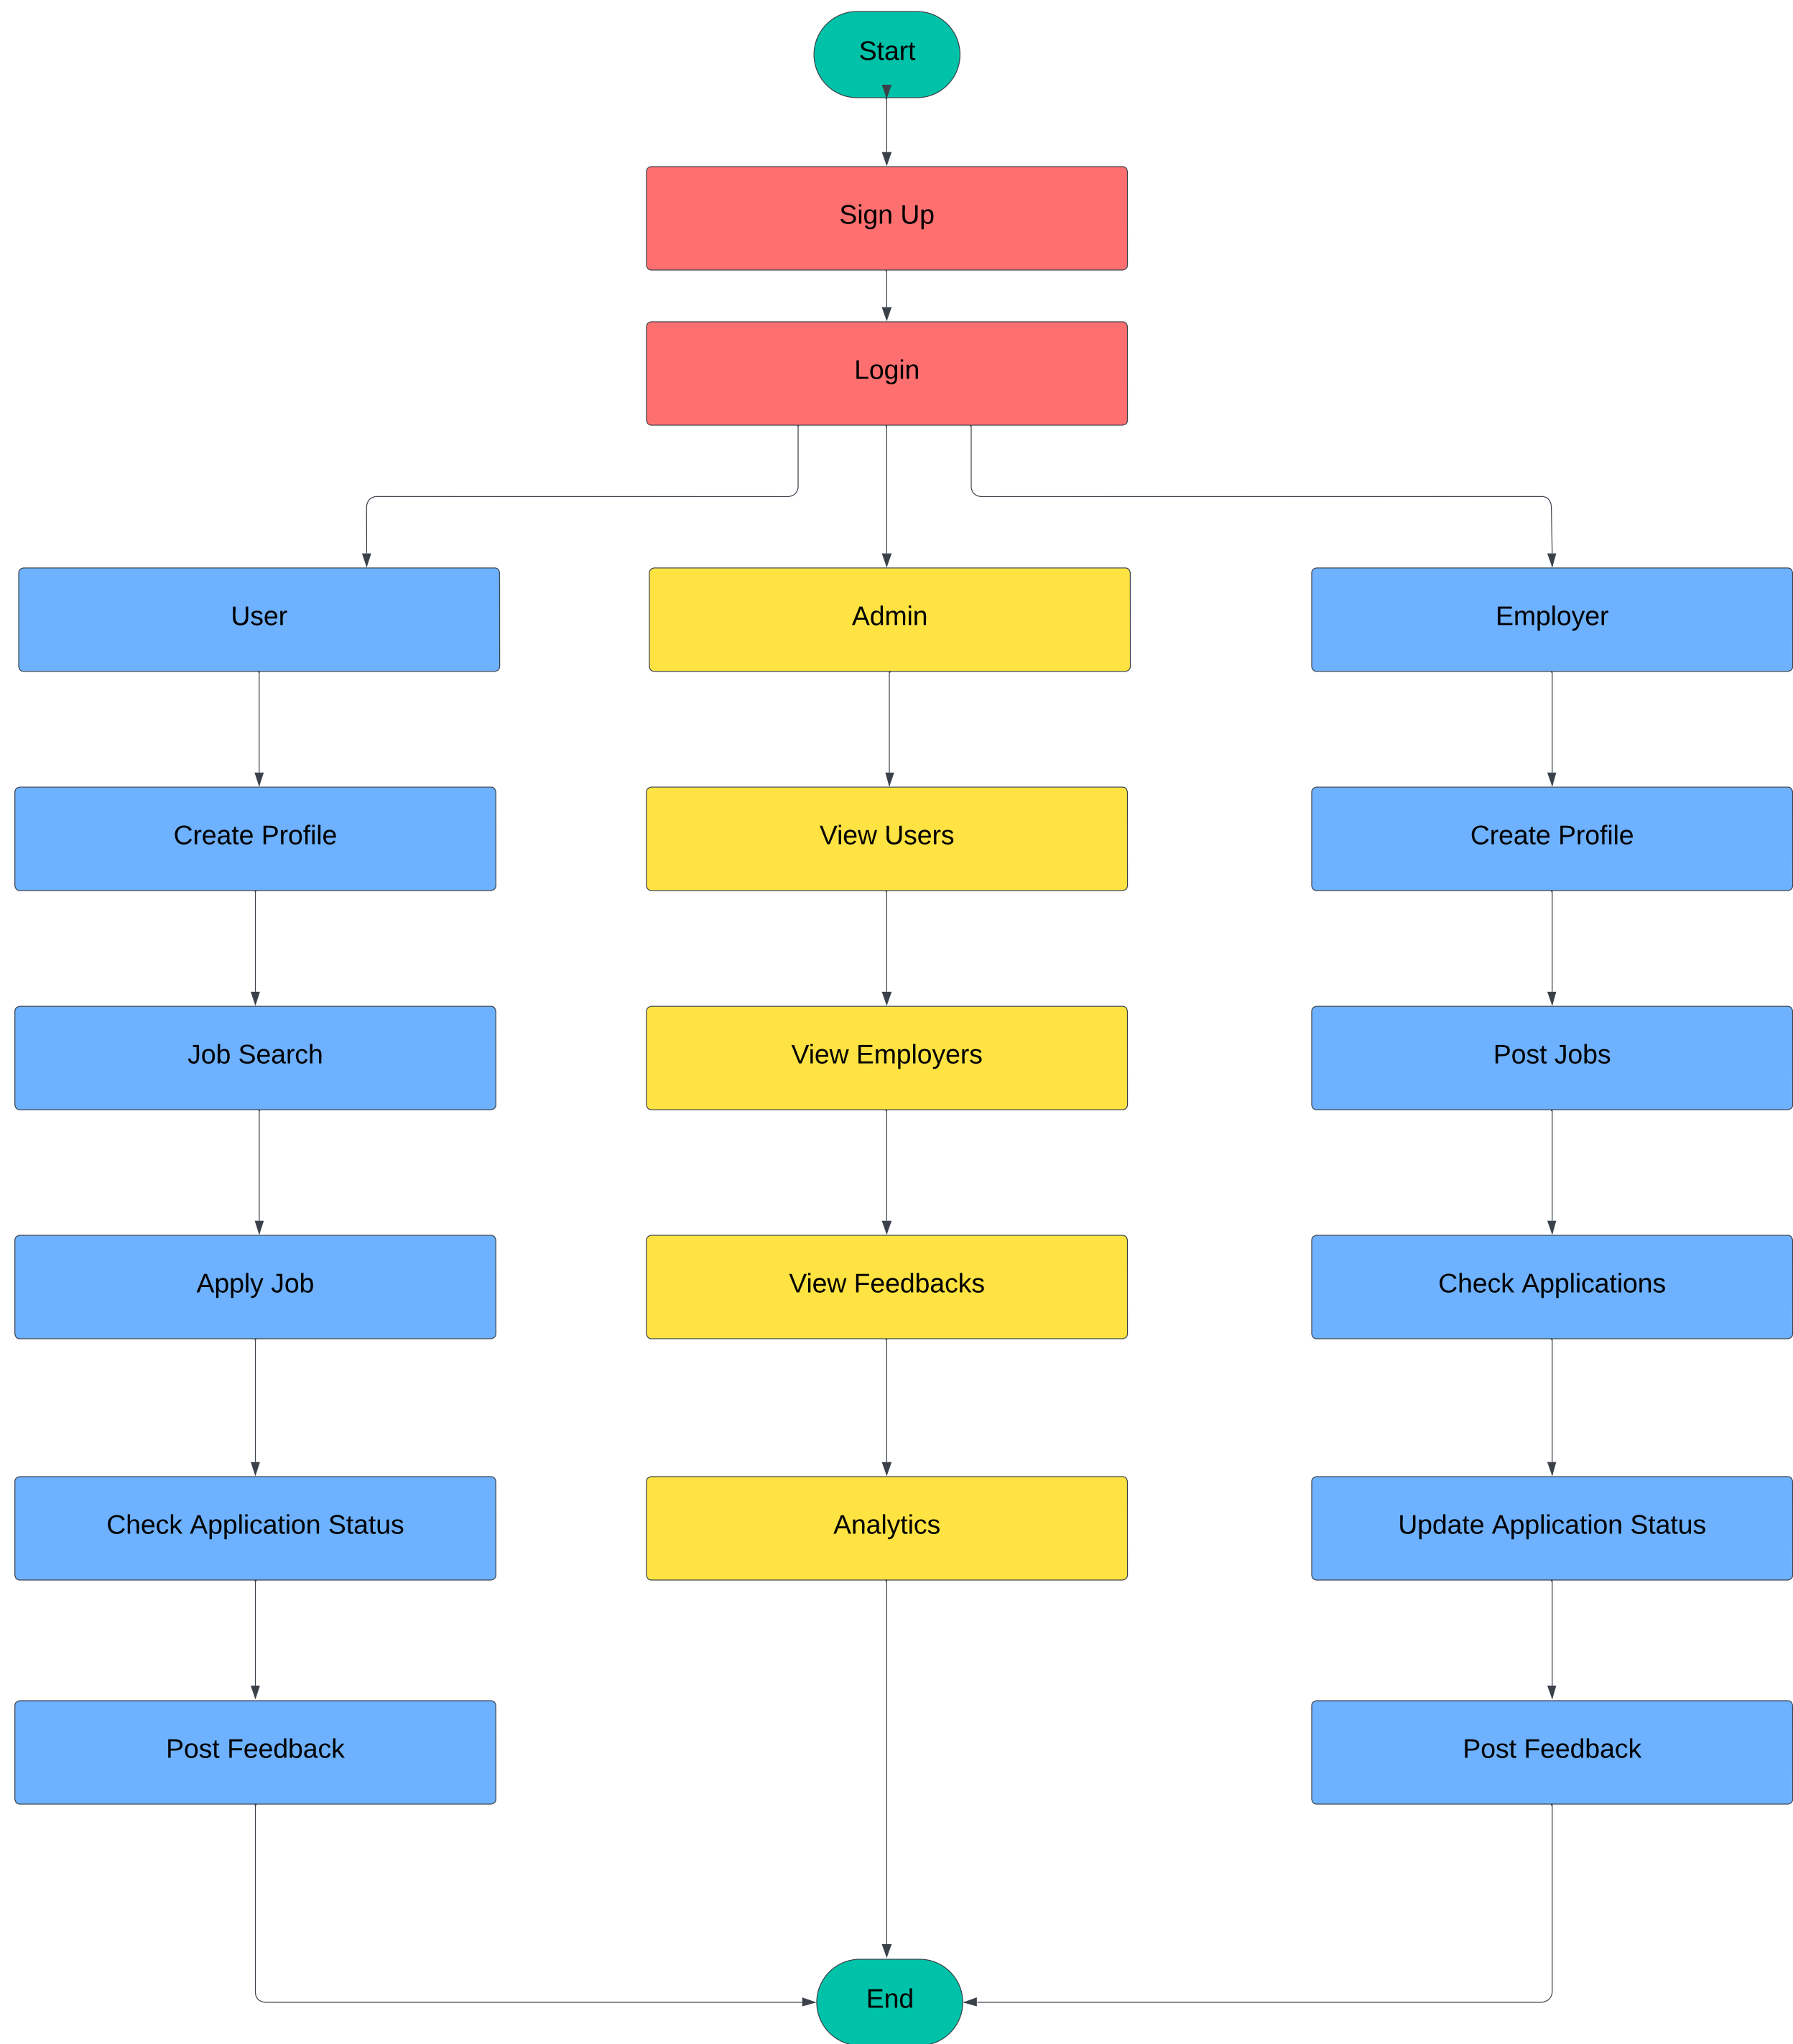 Start
Sign Up
Login
User
Admin
Employer
Create Profile
View Users
Create Profile
Job Search
View Employers
Post Jobs
Apply Job
View Feedbacks
Check Applications
Check Application Status
Analytics
Update Application Status
Post Feedback
Post Feedback
End